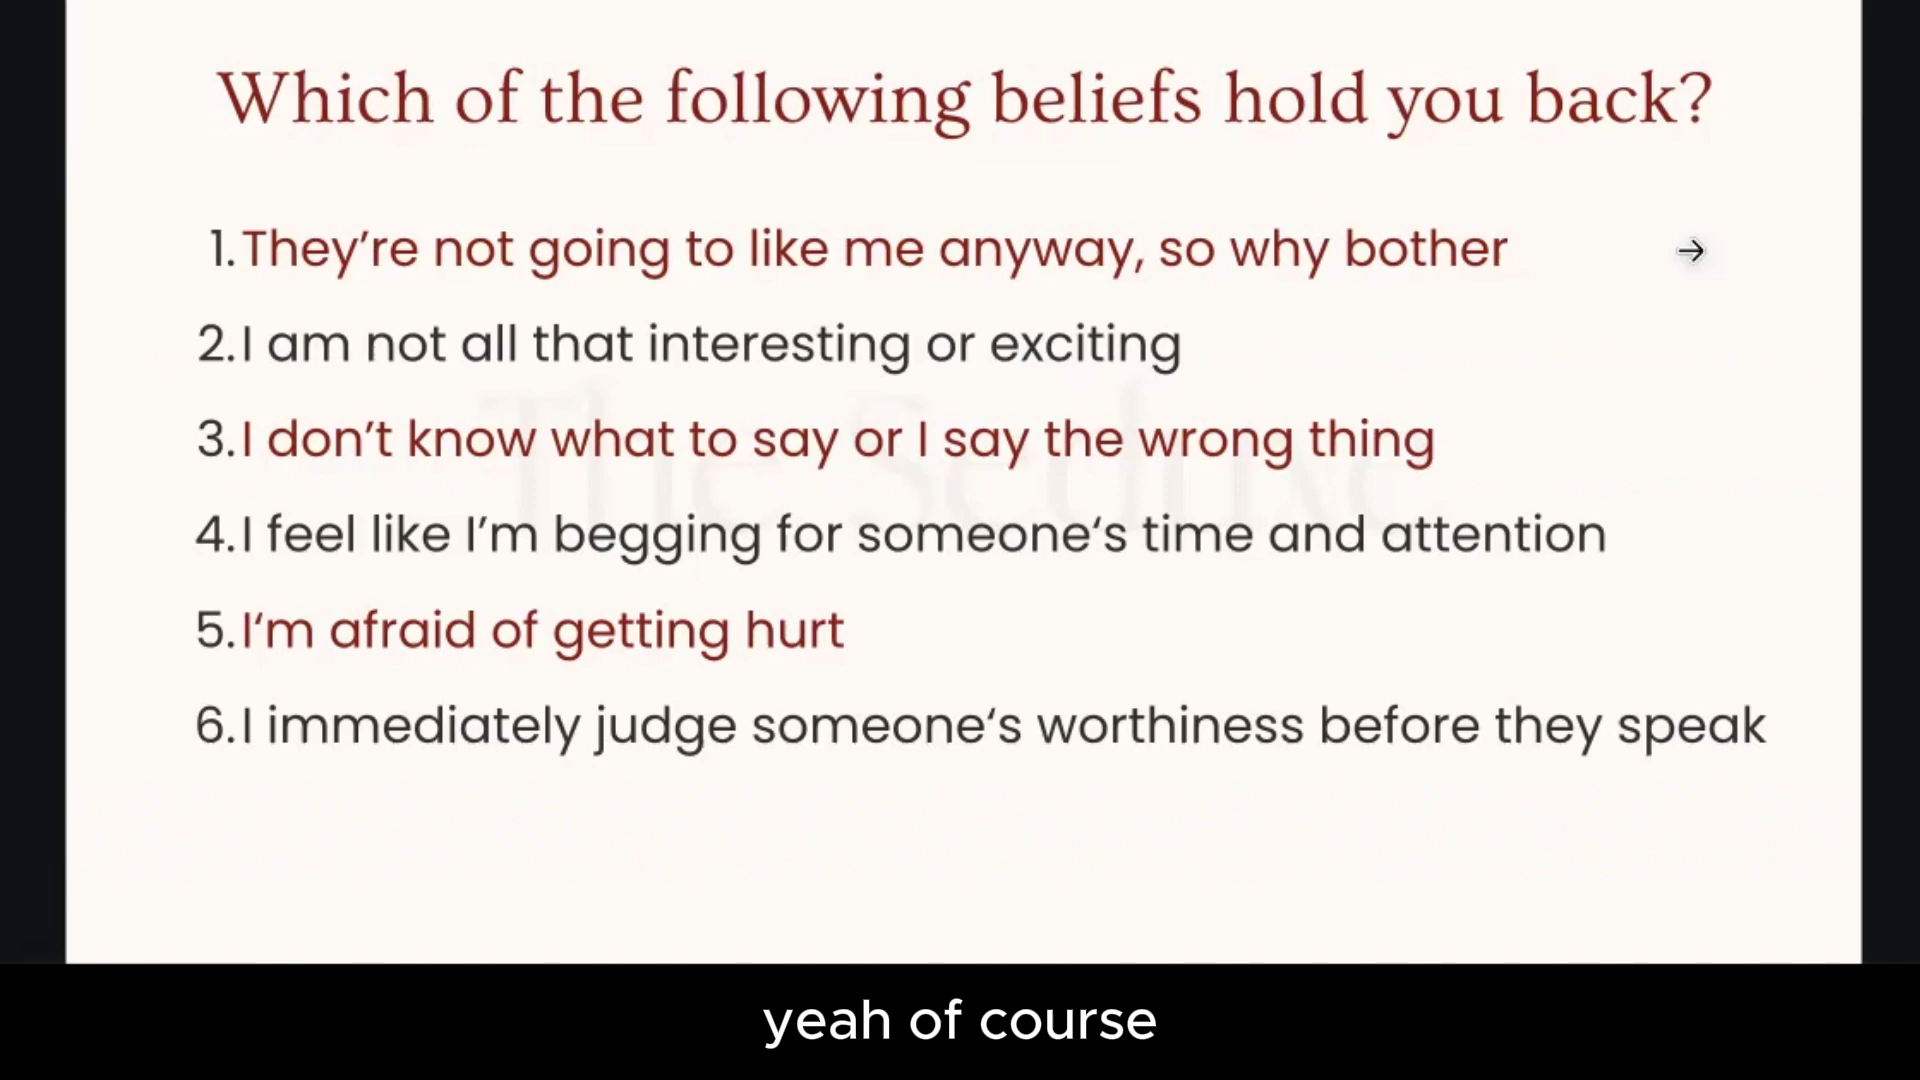 Which of the following beliefs hold you back?
1. They're not going to like me anyway, so why bother
→
2. I am not all that interesting or exciting
3. I don't know what to say or I say the wrong thing
4. I feel like I'm begging for someone‘s time and attention
5. I‘m afraid of getting hurt
6. I immediately judge someone‘s worthiness before they speak
The
yeah of course